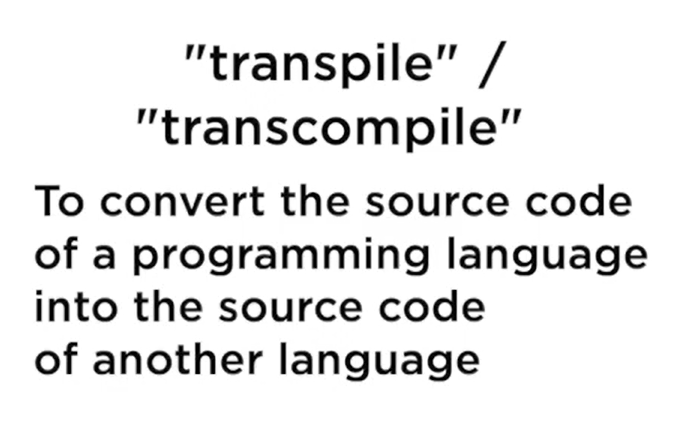 "transpile" /
"transcompile"
To convert the source code
of a programming language
into the source code
of another language